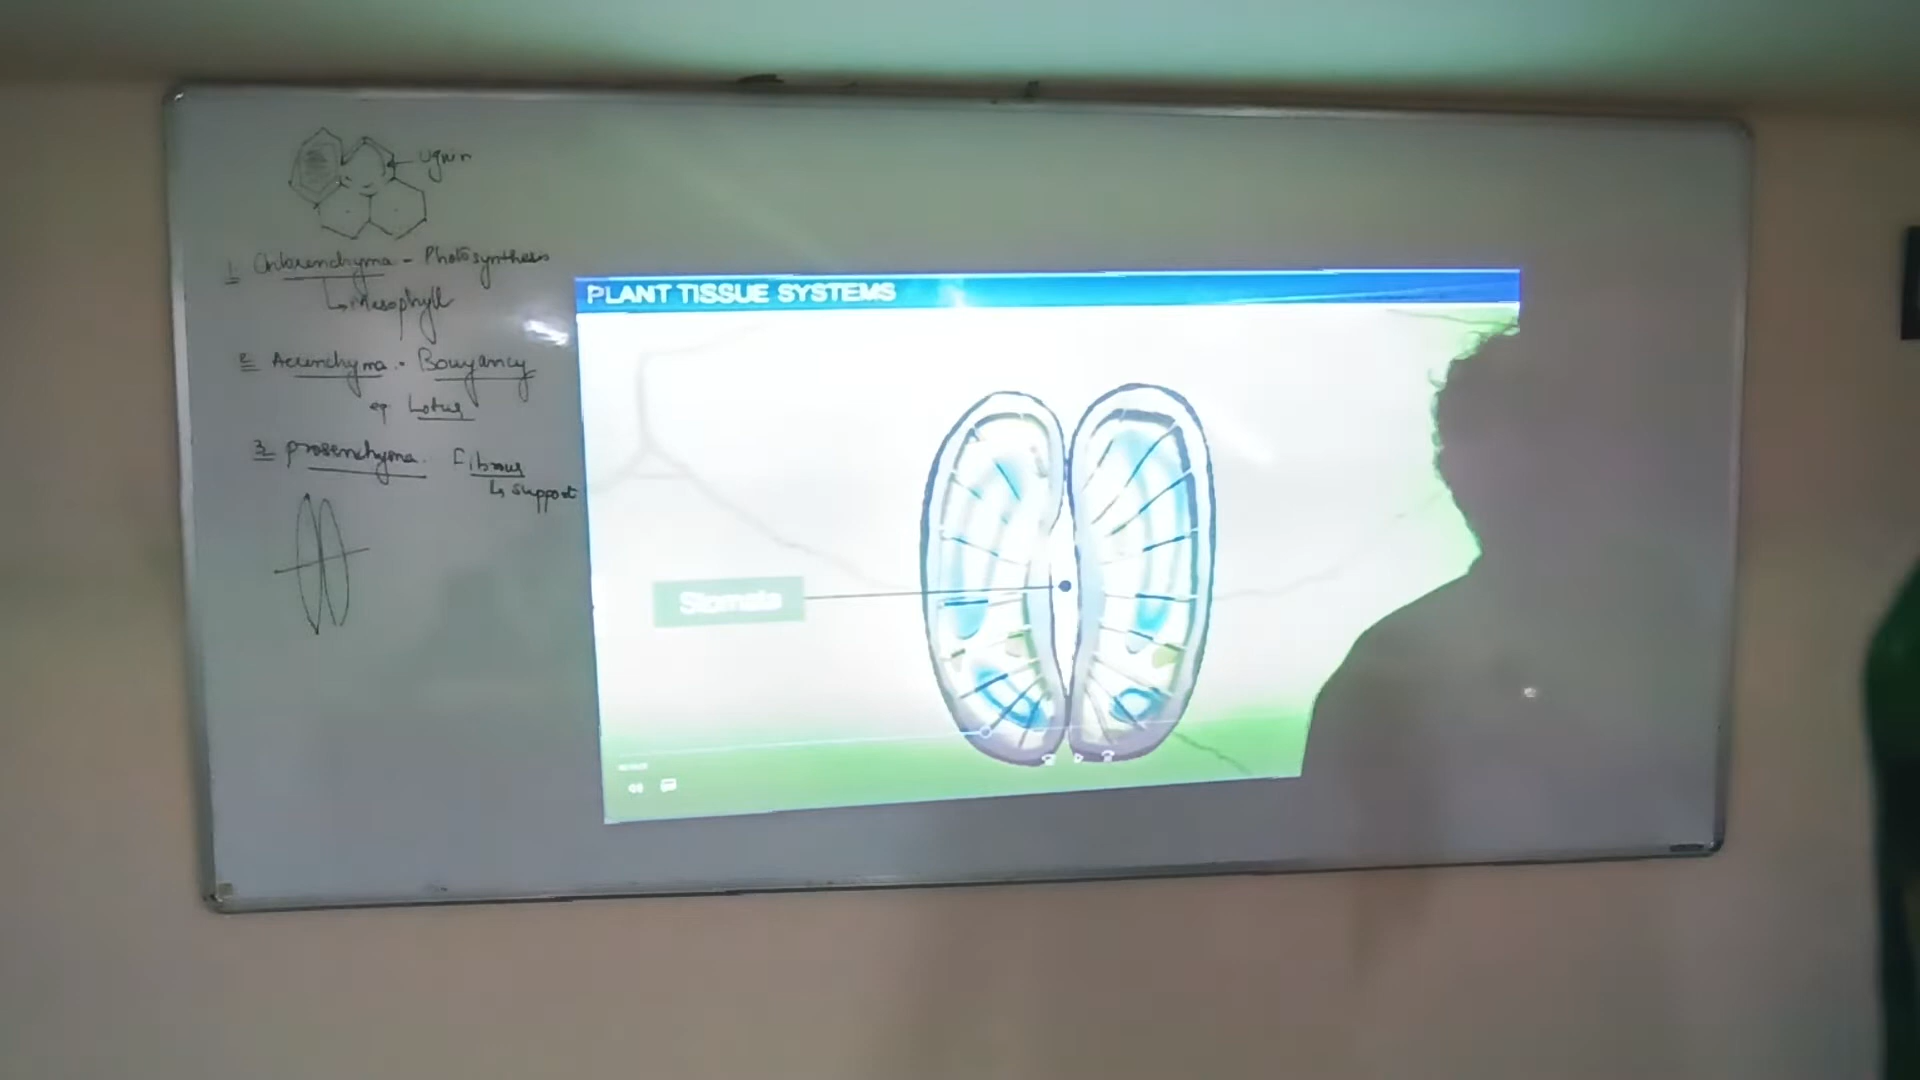 Lignin
1. Chlorenchyma - Photosynthesis
↳ Mesophyll
2. Aerenchyma - Bouyancy
eg. Lotus
3. Prosenchyma. Fibrous
↳ support
PLANT TISSUE SYSTEMS
Stomata